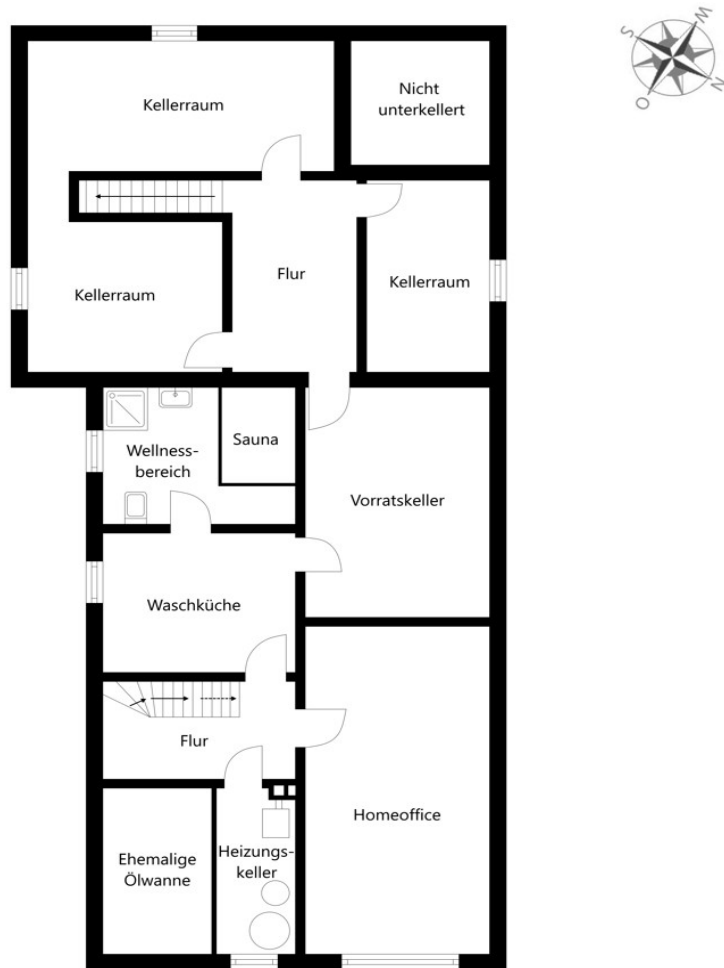 S
W
N
O
Kellerraum
Nicht
unterkellert
Flur
Kellerraum
Kellerraum
Wellness-
bereich
Sauna
Vorratskeller
Waschküche
Flur
Homeoffice
Ehemalige
Ölwanne
Heizungs-
keller